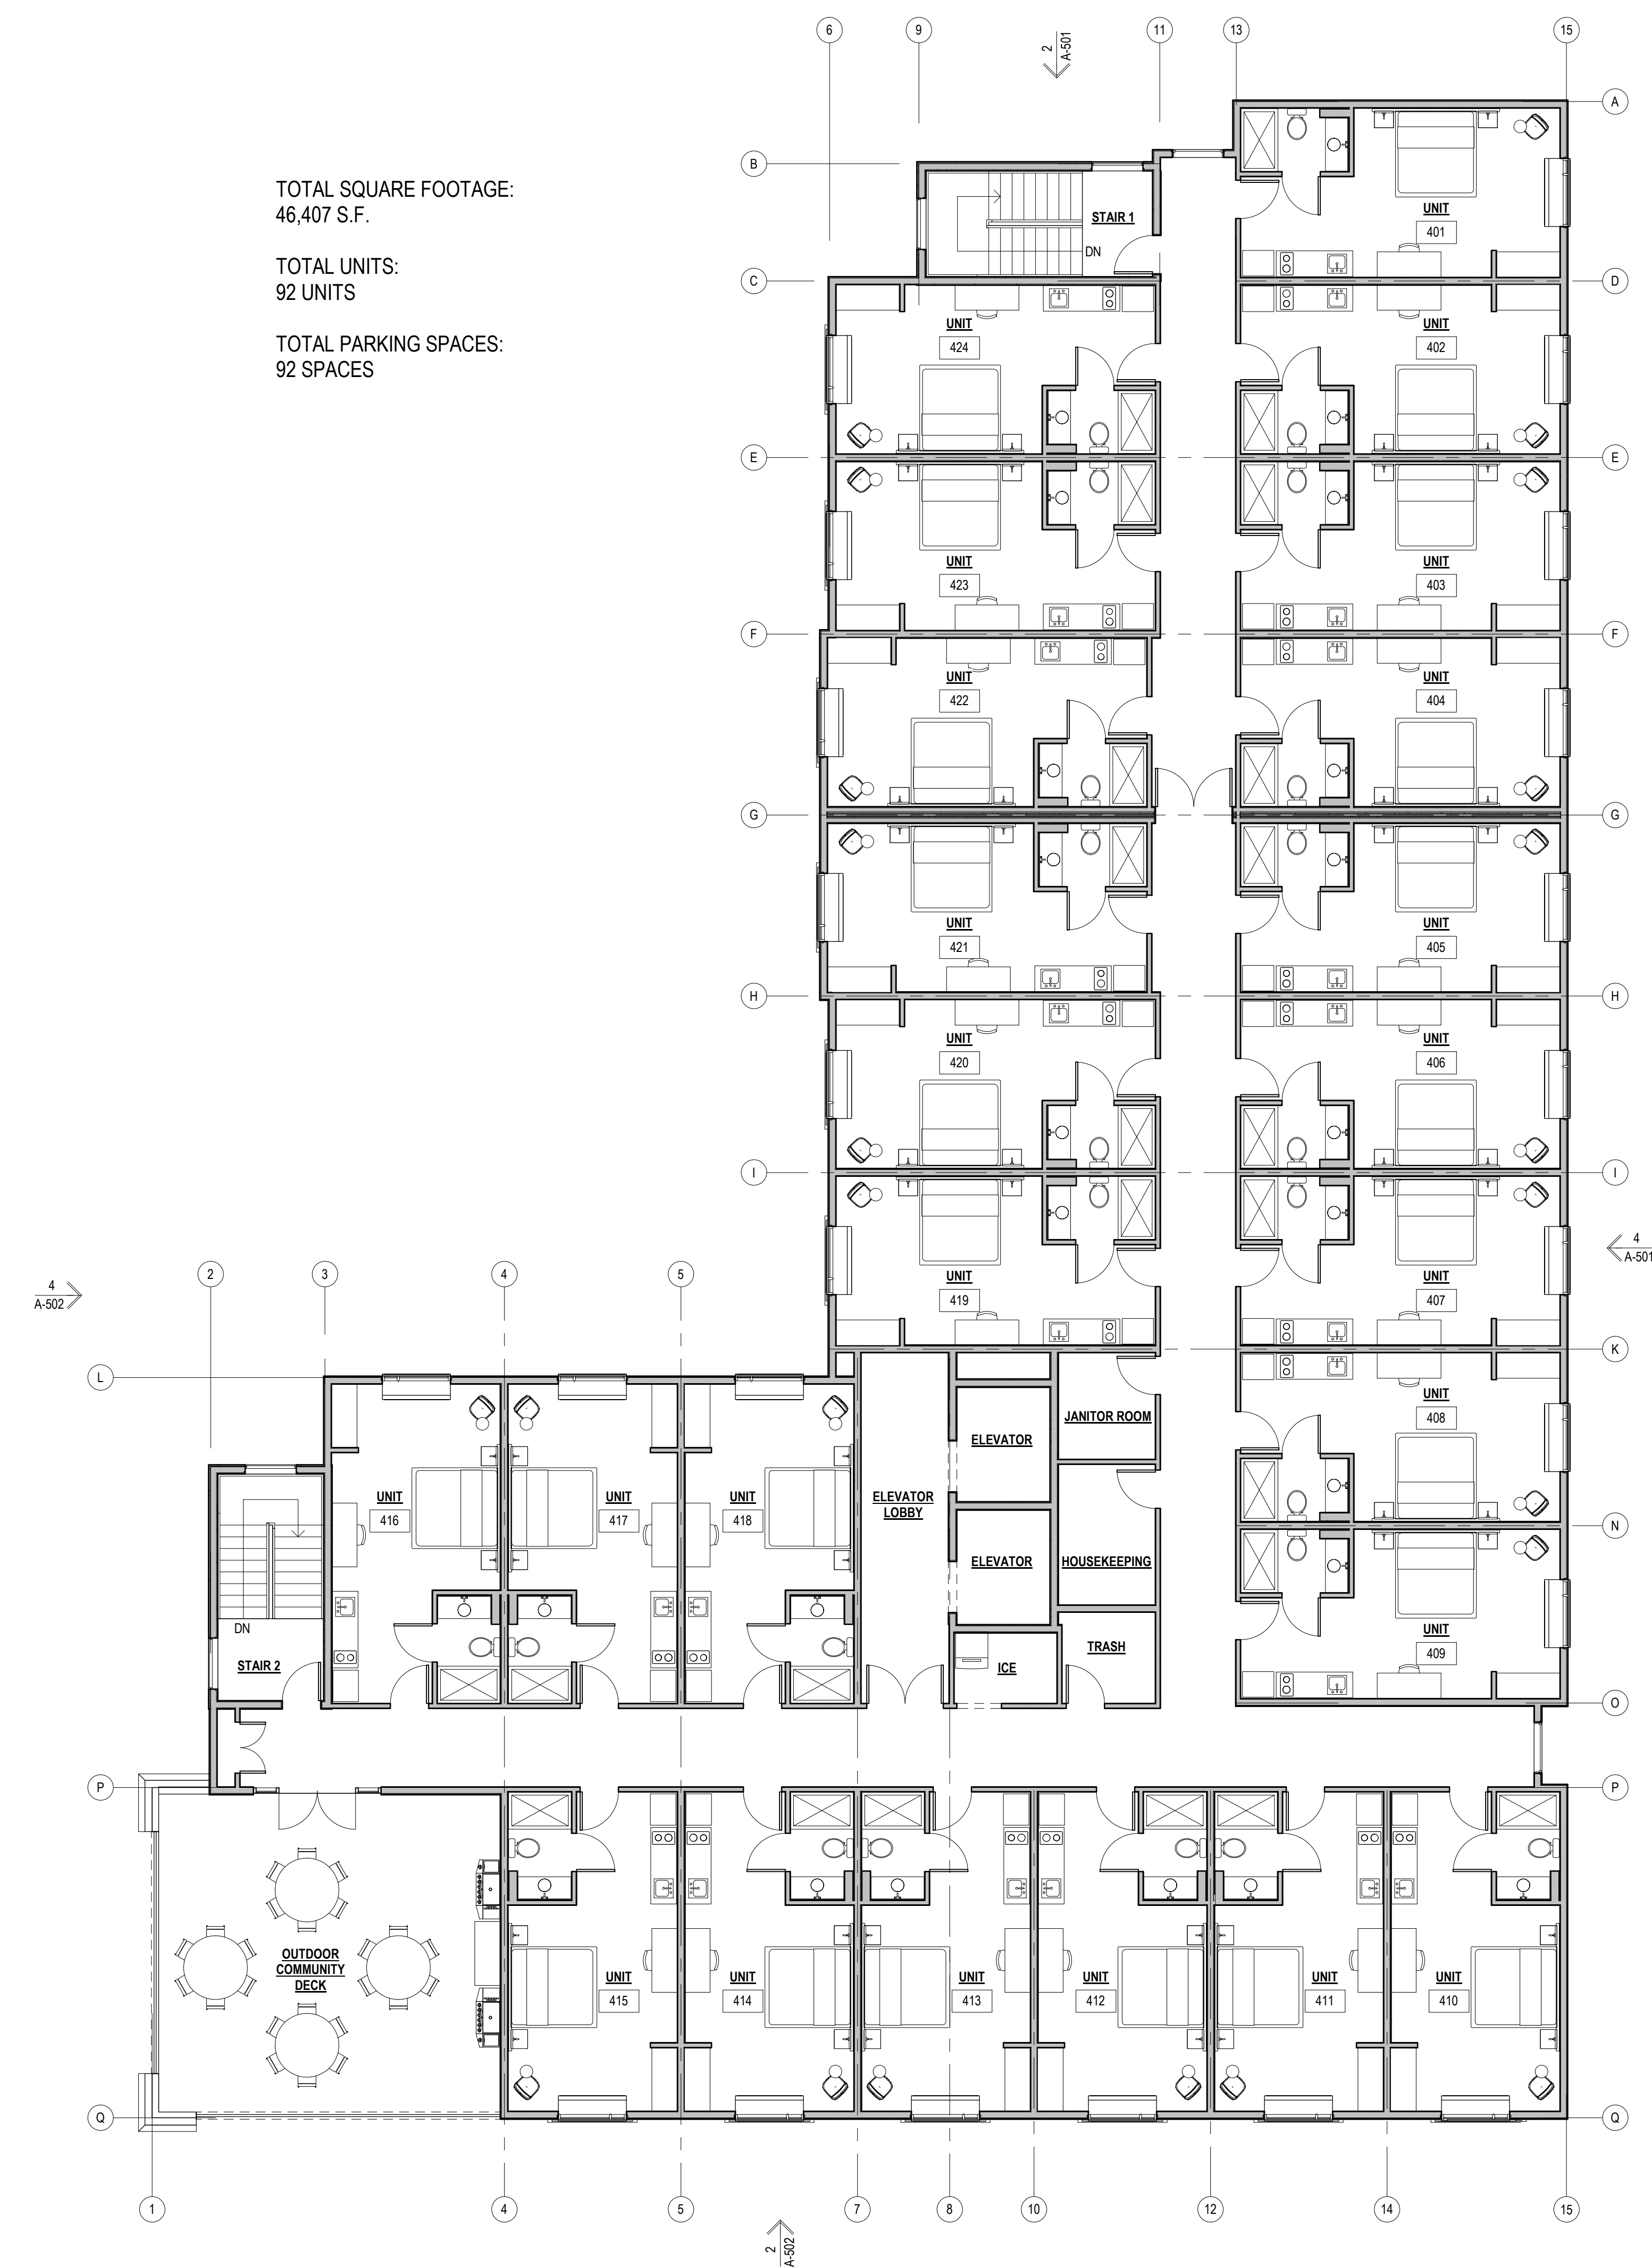 6
9
11
13
15
2
A-501
A
B
TOTAL SQUARE FOOTAGE:
46,407 S.F.
TOTAL UNITS:
92 UNITS
TOTAL PARKING SPACES:
92 SPACES
STAIR 1
DN
UNIT
401
C
D
UNIT
424
UNIT
402
E
E
UNIT
423
UNIT
403
F
F
UNIT
422
UNIT
404
G
G
UNIT
421
UNIT
405
H
H
UNIT
420
UNIT
406
I
I
UNIT
419
UNIT
407
4
A-501
4
A-502
2
3
4
5
K
L
JANITOR ROOM
UNIT
408
ELEVATOR
UNIT
416
UNIT
417
UNIT
418
ELEVATOR
LOBBY
N
ELEVATOR
HOUSEKEEPING
DN
STAIR 2
ICE
TRASH
UNIT
409
O
P
P
OUTDOOR
COMMUNITY
DECK
UNIT
415
UNIT
414
UNIT
413
UNIT
412
UNIT
411
UNIT
410
Q
Q
1
4
5
7
8
10
12
14
15
2
A-502